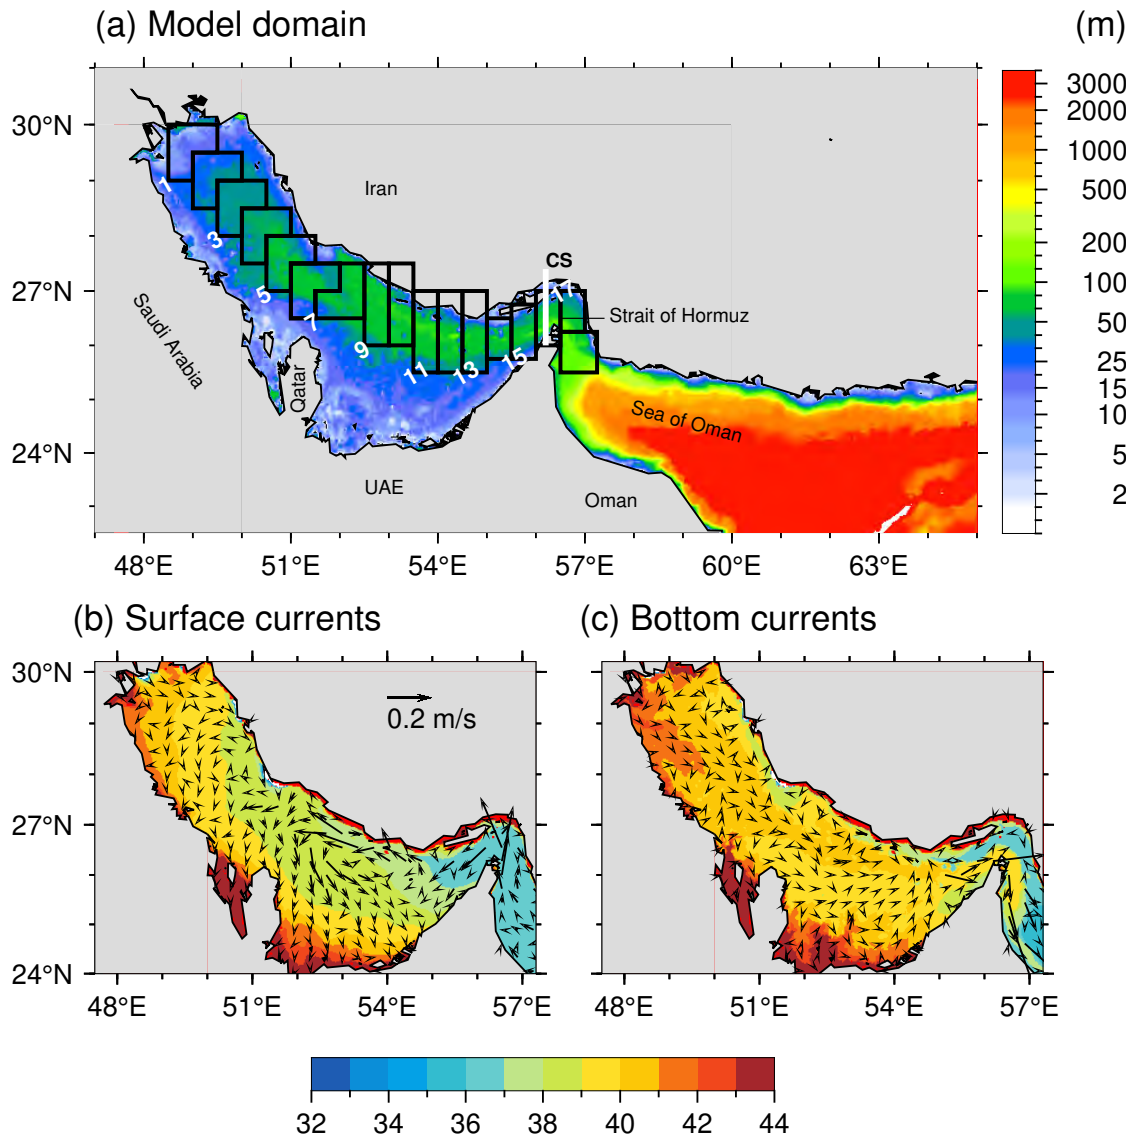 (a) Model domain (m)
3000
2000
1000
500
200
100
50
25
15
10
5
2
30°N
27°N
24°N
48°E 51°E 54°E 57°E 60°E 63°E
Iran
CS
Strait of Hormuz
Saudi Arabia
Qatar
Sea of Oman
UAE
Oman
1
3
5
7
9
11
13
15
17
(b) Surface currents
0.2 m/s
30°N
27°N
24°N
48°E 51°E 54°E 57°E
(c) Bottom currents
48°E 51°E 54°E 57°E
32 34 36 38 40 42 44